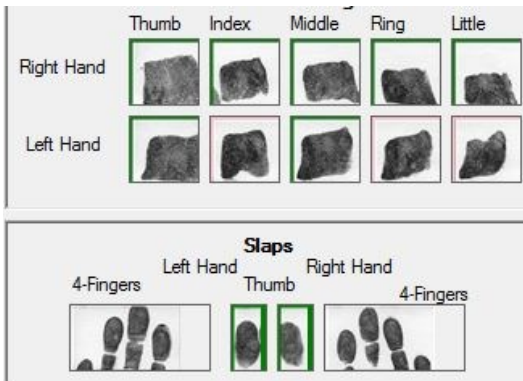 Thumb Index Middle Ring Little
Right Hand
Left Hand
Slaps
Left Hand Right Hand
4-Fingers Thumb 4-Fingers